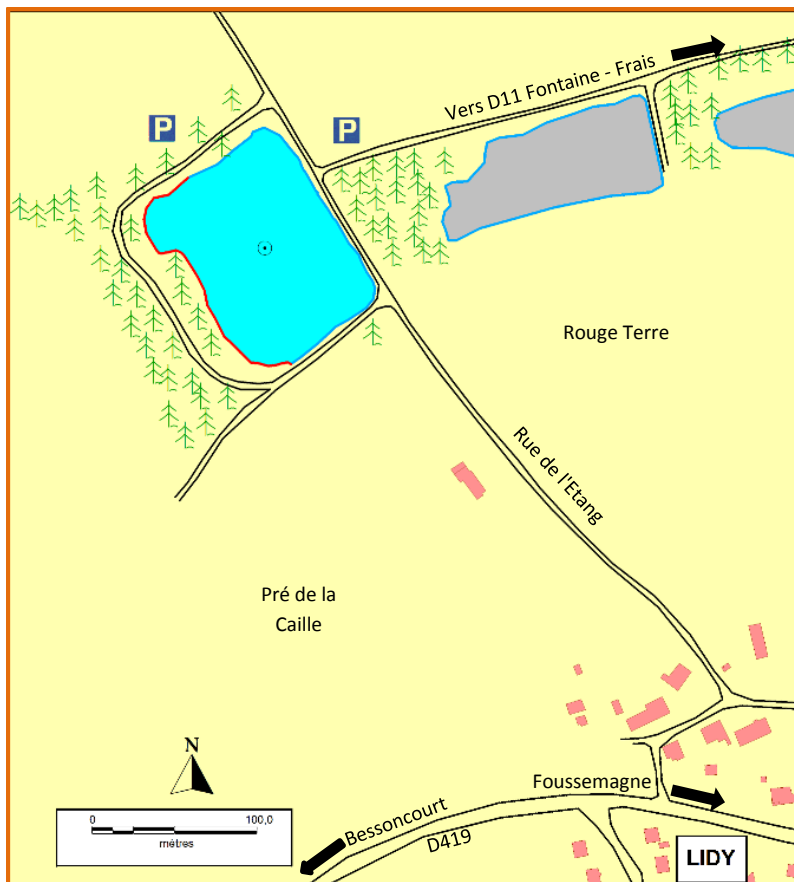 Vers D11 Fontaine - Frais
P
P
Rouge Terre
Rue de l'Etang
Pré de la
Caille
N
Foussemagne
0 100,0
mètres
Bessoncourt
D419
LIDY